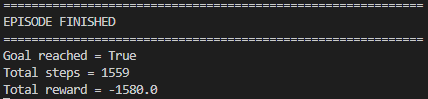 ============================================================
EPISODE FINISHED
============================================================
Goal reached = True
Total steps = 1559
Total reward = -1580.0